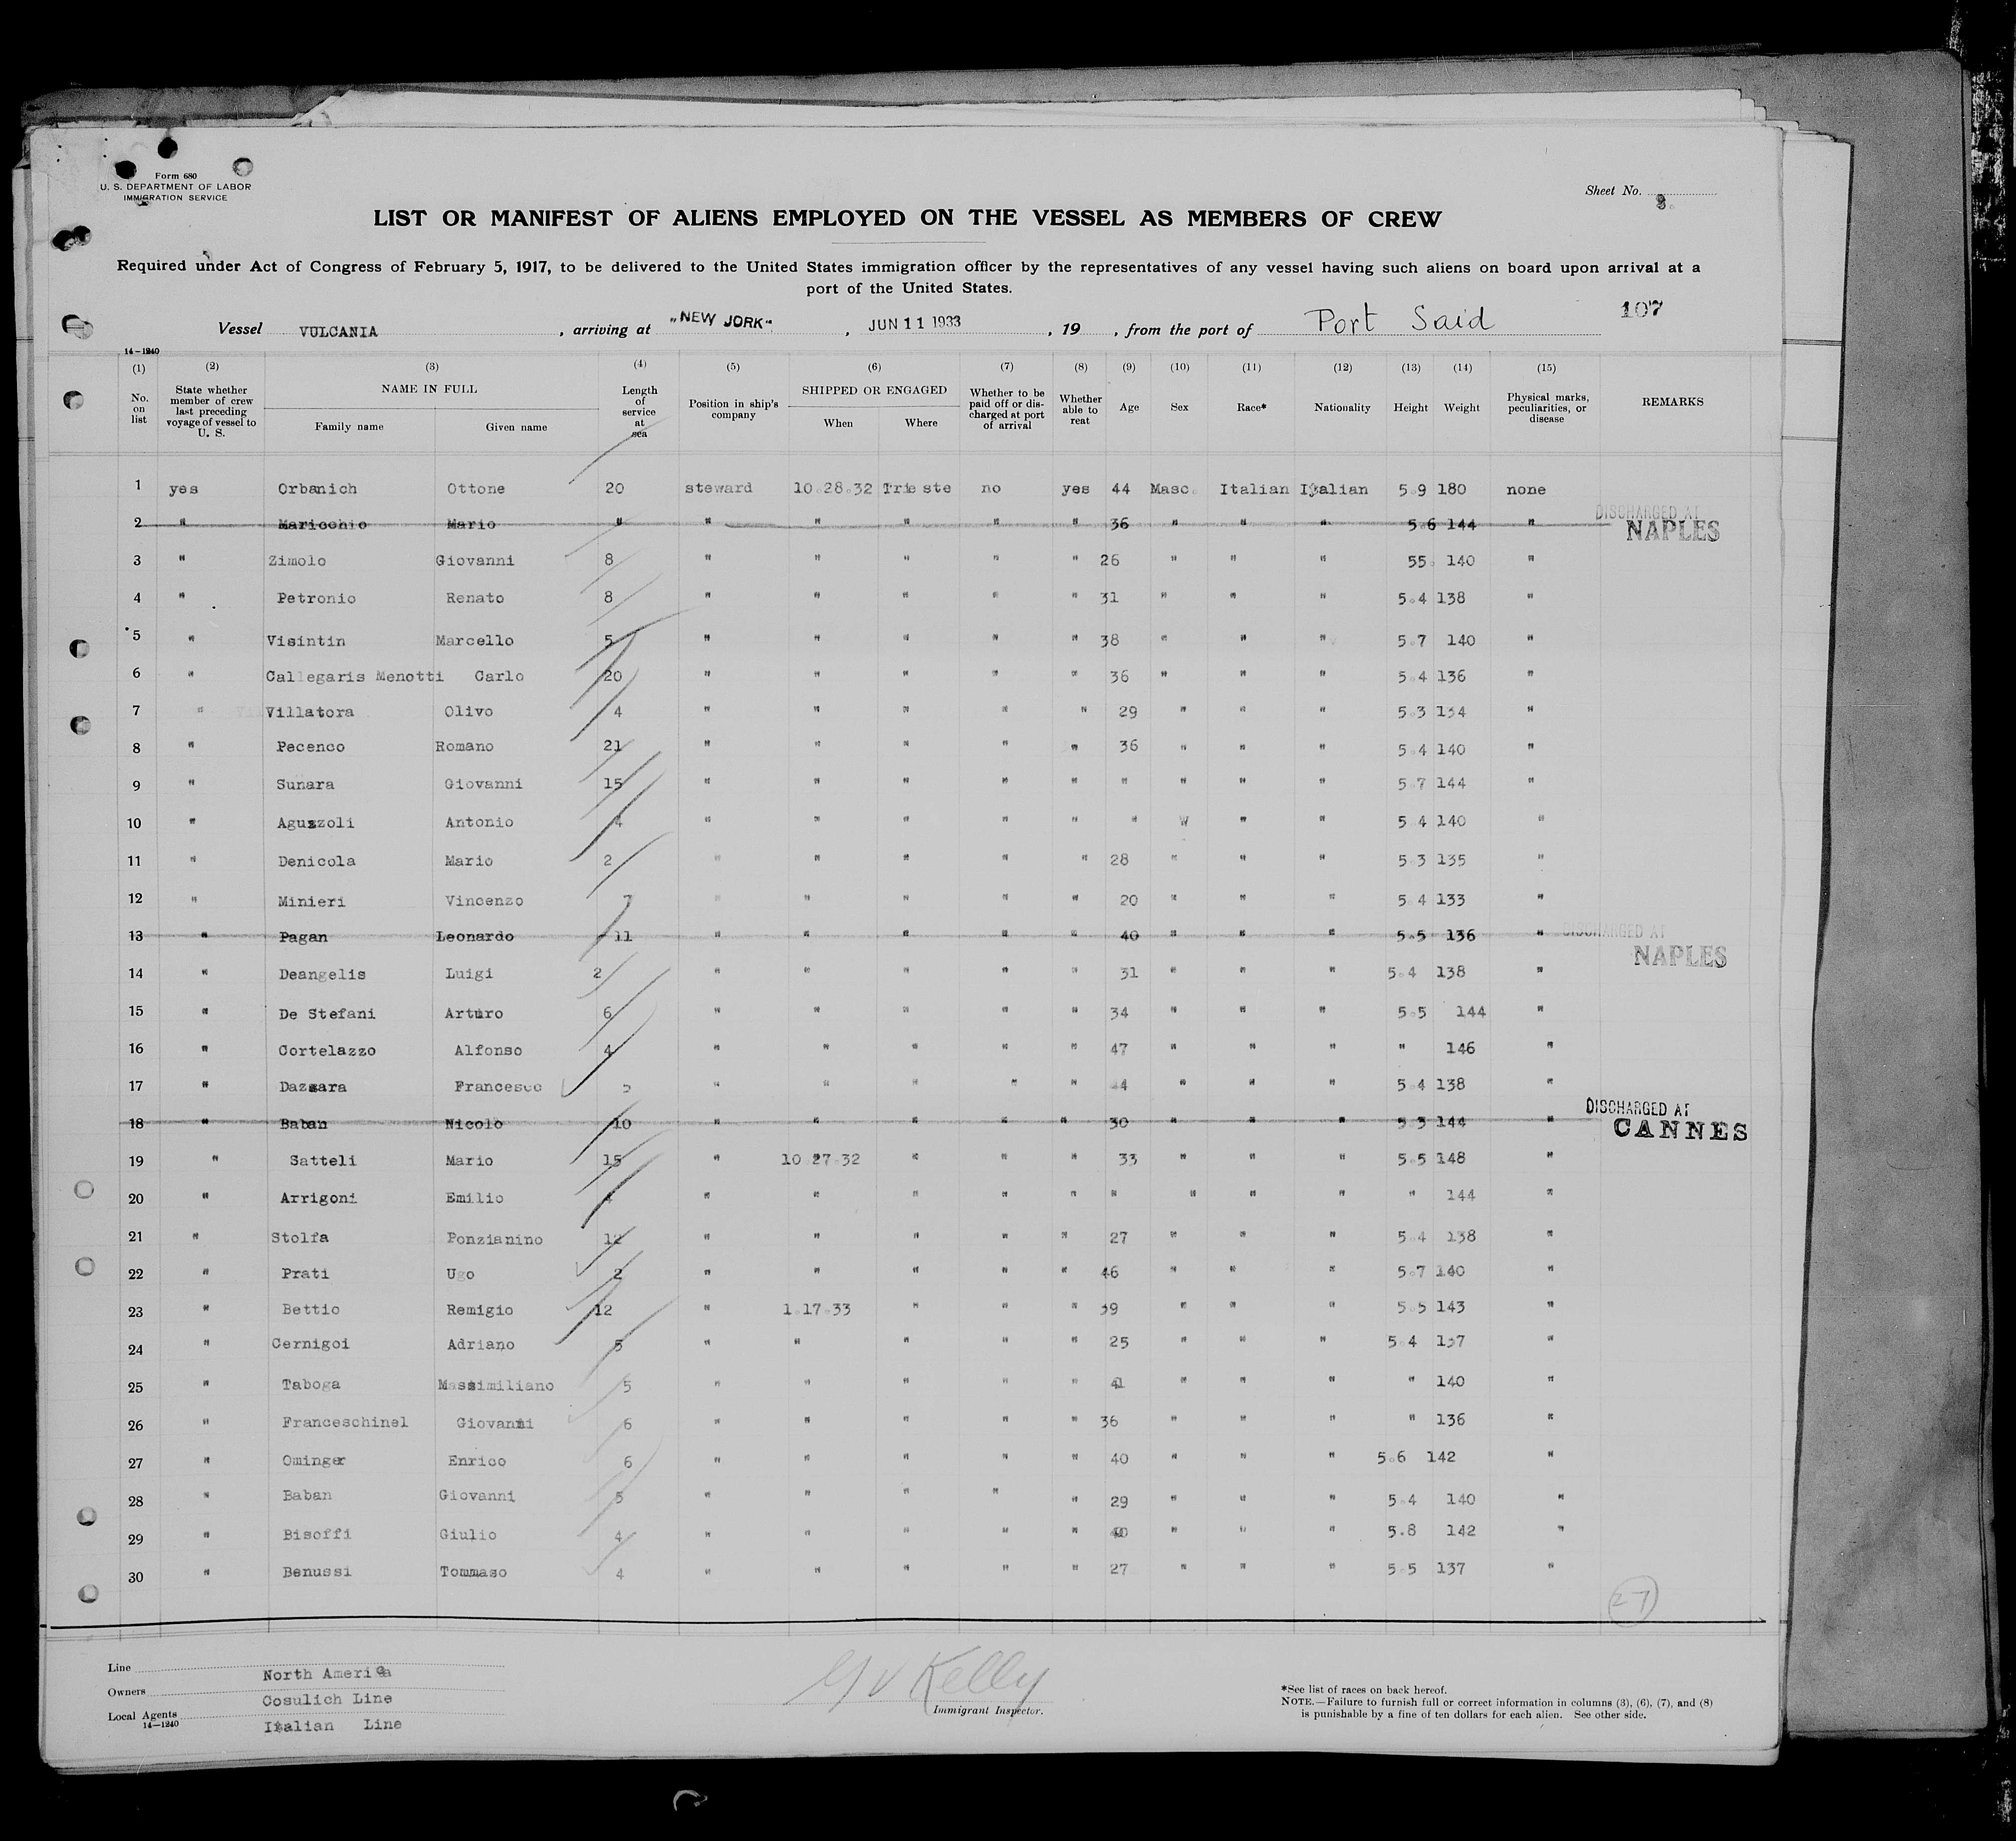 Form 680
U. S. DEPARTMENT OF LABOR
IMMIGRATION SERVICE
Sheet No.
LIST OR MANIFEST OF ALIENS EMPLOYED ON THE VESSEL AS MEMBERS OF CREW
Required under Act of Congress of February 5, 1917, to be delivered to the United States immigration officer by the representatives of any vessel having such aliens on board upon arrival at a
port of the United States.
107
Vessel VULCANIA , arriving at "NEW JORK" , JUN 11 1933 , 19 , from the port of Port Said
14-1240
(1) (2) (3) (4) (5) (6) (7) (8) (9) (10) (11) (12) (13) (14) (15)
No. on list State whether member of crew last preceding voyage of vessel to U. S. NAME IN FULL Family name Given name Length of service at sea Position in ship's company SHIPPED OR ENGAGED When Where Whether to be paid off or discharged at port of arrival Whether able to reat Age Sex Race* Nationality Height Weight Physical marks, peculiarities, or disease REMARKS
1 yes Orbanich Ottone 20 steward 10.28.32 Trieste no yes 44 Masc. Italian Italian 5.9 180 none
2 " Maricchio Mario " " " " " " 36 " " " 5.6 144 " DISCHARGED AT NAPLES
3 " Zimolo Giovanni 8 " " " " " 26 " " " 55. 140 "
4 " Petronio Renato 8 " " " " " 31 " " " 5.4 138 "
5 " Visintin Marcello 5 " " " " " 38 " " " 5.7 140 "
6 " Callegaris Menotti Carlo 20 " " " " " 36 " " " 5.4 136 "
7 " Villatora Olivo 4 " " " " " 29 " " " 5.3 134 "
8 " Pecenco Romano 21 " " " " " 36 " " " 5.4 140 "
9 " Sunara Giovanni 15 " " " " " " " " " 5.7 144 "
10 " Aguzzoli Antonio 4 " " " " " " W " " 5 4 140 "
11 " Denicola Mario 2 " " " " " 28 " " " 5.3 135 "
12 " Minieri Vincenzo 7 " " " " " 20 " " " 5 4 133 "
13 " Pagan Leonardo 11 " " " " " 40 " " " 5.5 136 " DISCHARGED AT NAPLES
14 " Deangelis Luigi 2 " " " " " 31 " " " 5.4 138 "
15 " De Stefani Arturo 6 " " " " " 34 " " " 5.5 144 "
16 " Cortelazzo Alfonso 4 " " " " " 47 " " " " 146 "
17 " Dazzara Francesco 5 " " " " " " " " 5 4 138 "
18 " Baban Nicolo 10 " " " " " 30 " " " 5 3 144 " DISCHARGED AT CANNES
19 " Satteli Mario 15 " 10 27.32 " " " 33 " " " 5.5 148 "
20 " Arrigoni Emilio 4 " " " " " " " " " " 144 "
21 " Stolfa Ponzianino 12 " " " " " 27 " " " 5.4 138 "
22 " Prati Ugo 2 " " " " " 46 " " " 5.7 140 "
23 " Bettio Remigio 12 " 1.17.33 " " " 39 " " " 5.5 143 "
24 " Cernigoi Adriano 5 " " " " " 25 " " " 5.4 137 "
25 " Taboga Massimiliano 5 " " " " " 41 " " " " 140 "
26 " Franceschinel Giovanni 6 " " " " " 36 " " " " 136 "
27 " Ominger Enrico 6 " " " " " 40 " " " 5.6 142 "
28 " Baban Giovanni 5 " " " " " 29 " " " 5.4 140 "
29 " Bisoffi Giulio 4 " " " " " 40 " " " 5.8 142 "
30 " Benussi Tommaso 4 " " " " " 27 " " " 5.5 137 "
27
Line North America
Owners Cosulich Line
Local Agents Italian Line
14-1240
G V Kelly
Immigrant Inspector.
*See list of races on back hereof.
NOTE.—Failure to furnish full or correct information in columns (3), (6), (7), and (8)
is punishable by a fine of ten dollars for each alien. See other side.